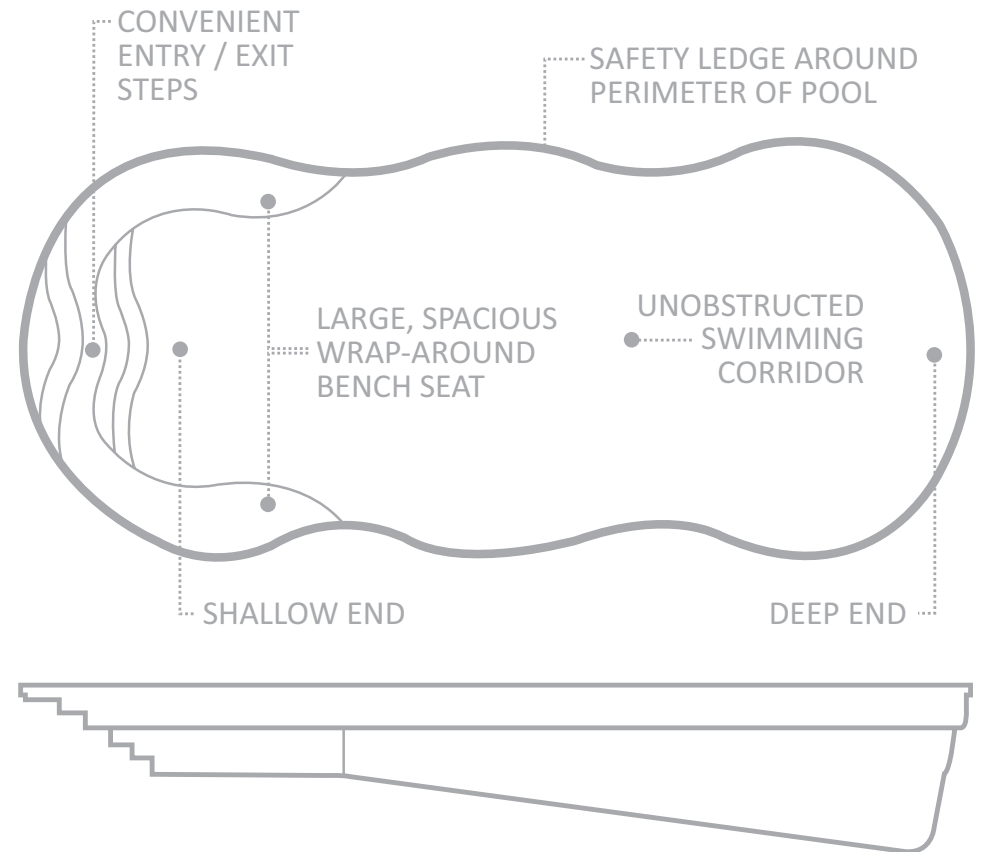 CONVENIENT
ENTRY / EXIT
STEPS
SAFETY LEDGE AROUND
PERIMETER OF POOL
LARGE, SPACIOUS
WRAP-AROUND
BENCH SEAT
UNOBSTRUCTED
SWIMMING
CORRIDOR
SHALLOW END
DEEP END